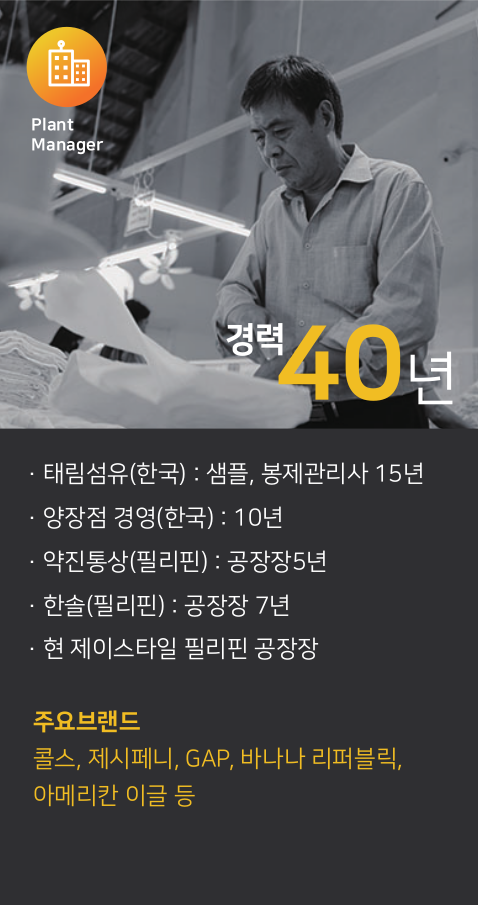 Plant
Manager
경력40년
· 태림섬유(한국) : 샘플, 봉제관리사 15년
· 양장점 경영(한국) : 10년
· 약진통상(필리핀) : 공장장5년
· 한솔(필리핀) : 공장장 7년
· 현 제이스타일 필리핀 공장장
주요브랜드
콜스, 제시페니, GAP, 바나나 리퍼블릭,
아메리칸 이글 등